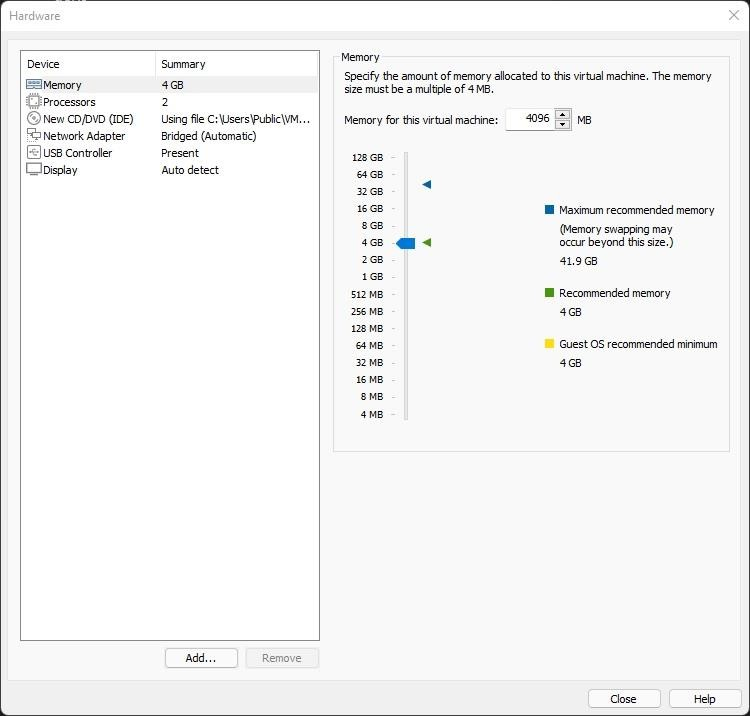 Hardware
Device Summary
Memory 4 GB
Processors 2
New CD/DVD (IDE) Using file C:\Users\Public\VM...
Network Adapter Bridged (Automatic)
USB Controller Present
Display Auto detect
Add...
Remove
Memory
Specify the amount of memory allocated to this virtual machine. The memory
size must be a multiple of 4 MB.
Memory for this virtual machine: 4096 MB
128 GB
64 GB
32 GB
16 GB
8 GB
4 GB
2 GB
1 GB
512 MB
256 MB
128 MB
64 MB
32 MB
16 MB
8 MB
4 MB
Maximum recommended memory
(Memory swapping may
occur beyond this size.)
41.9 GB
Recommended memory
4 GB
Guest OS recommended minimum
4 GB
Close
Help